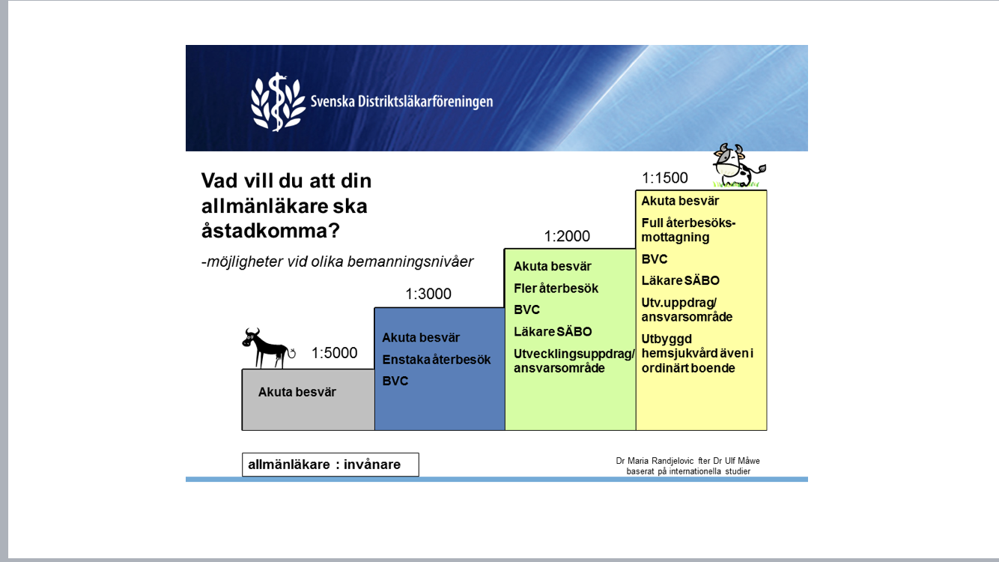 Svenska Distriktsläkarföreningen
Vad vill du att din
allmänläkare ska
åstadkomma?
-möjligheter vid olika bemanningsnivåer
1:5000
Akuta besvär
1:3000
Akuta besvär
Enstaka återbesök
BVC
1:2000
Akuta besvär
Fler återbesök
BVC
Läkare SÄBO
Utvecklingsuppdrag/
ansvarsområde
1:1500
Akuta besvär
Full återbesöks-
mottagning
BVC
Läkare SÄBO
Utv.uppdrag/
ansvarsområde
Utbyggd
hemsjukvård även i
ordinärt boende
allmänläkare : invånare
Dr Maria Randjelovic fter Dr Ulf Måwe
baserat på internationella studier